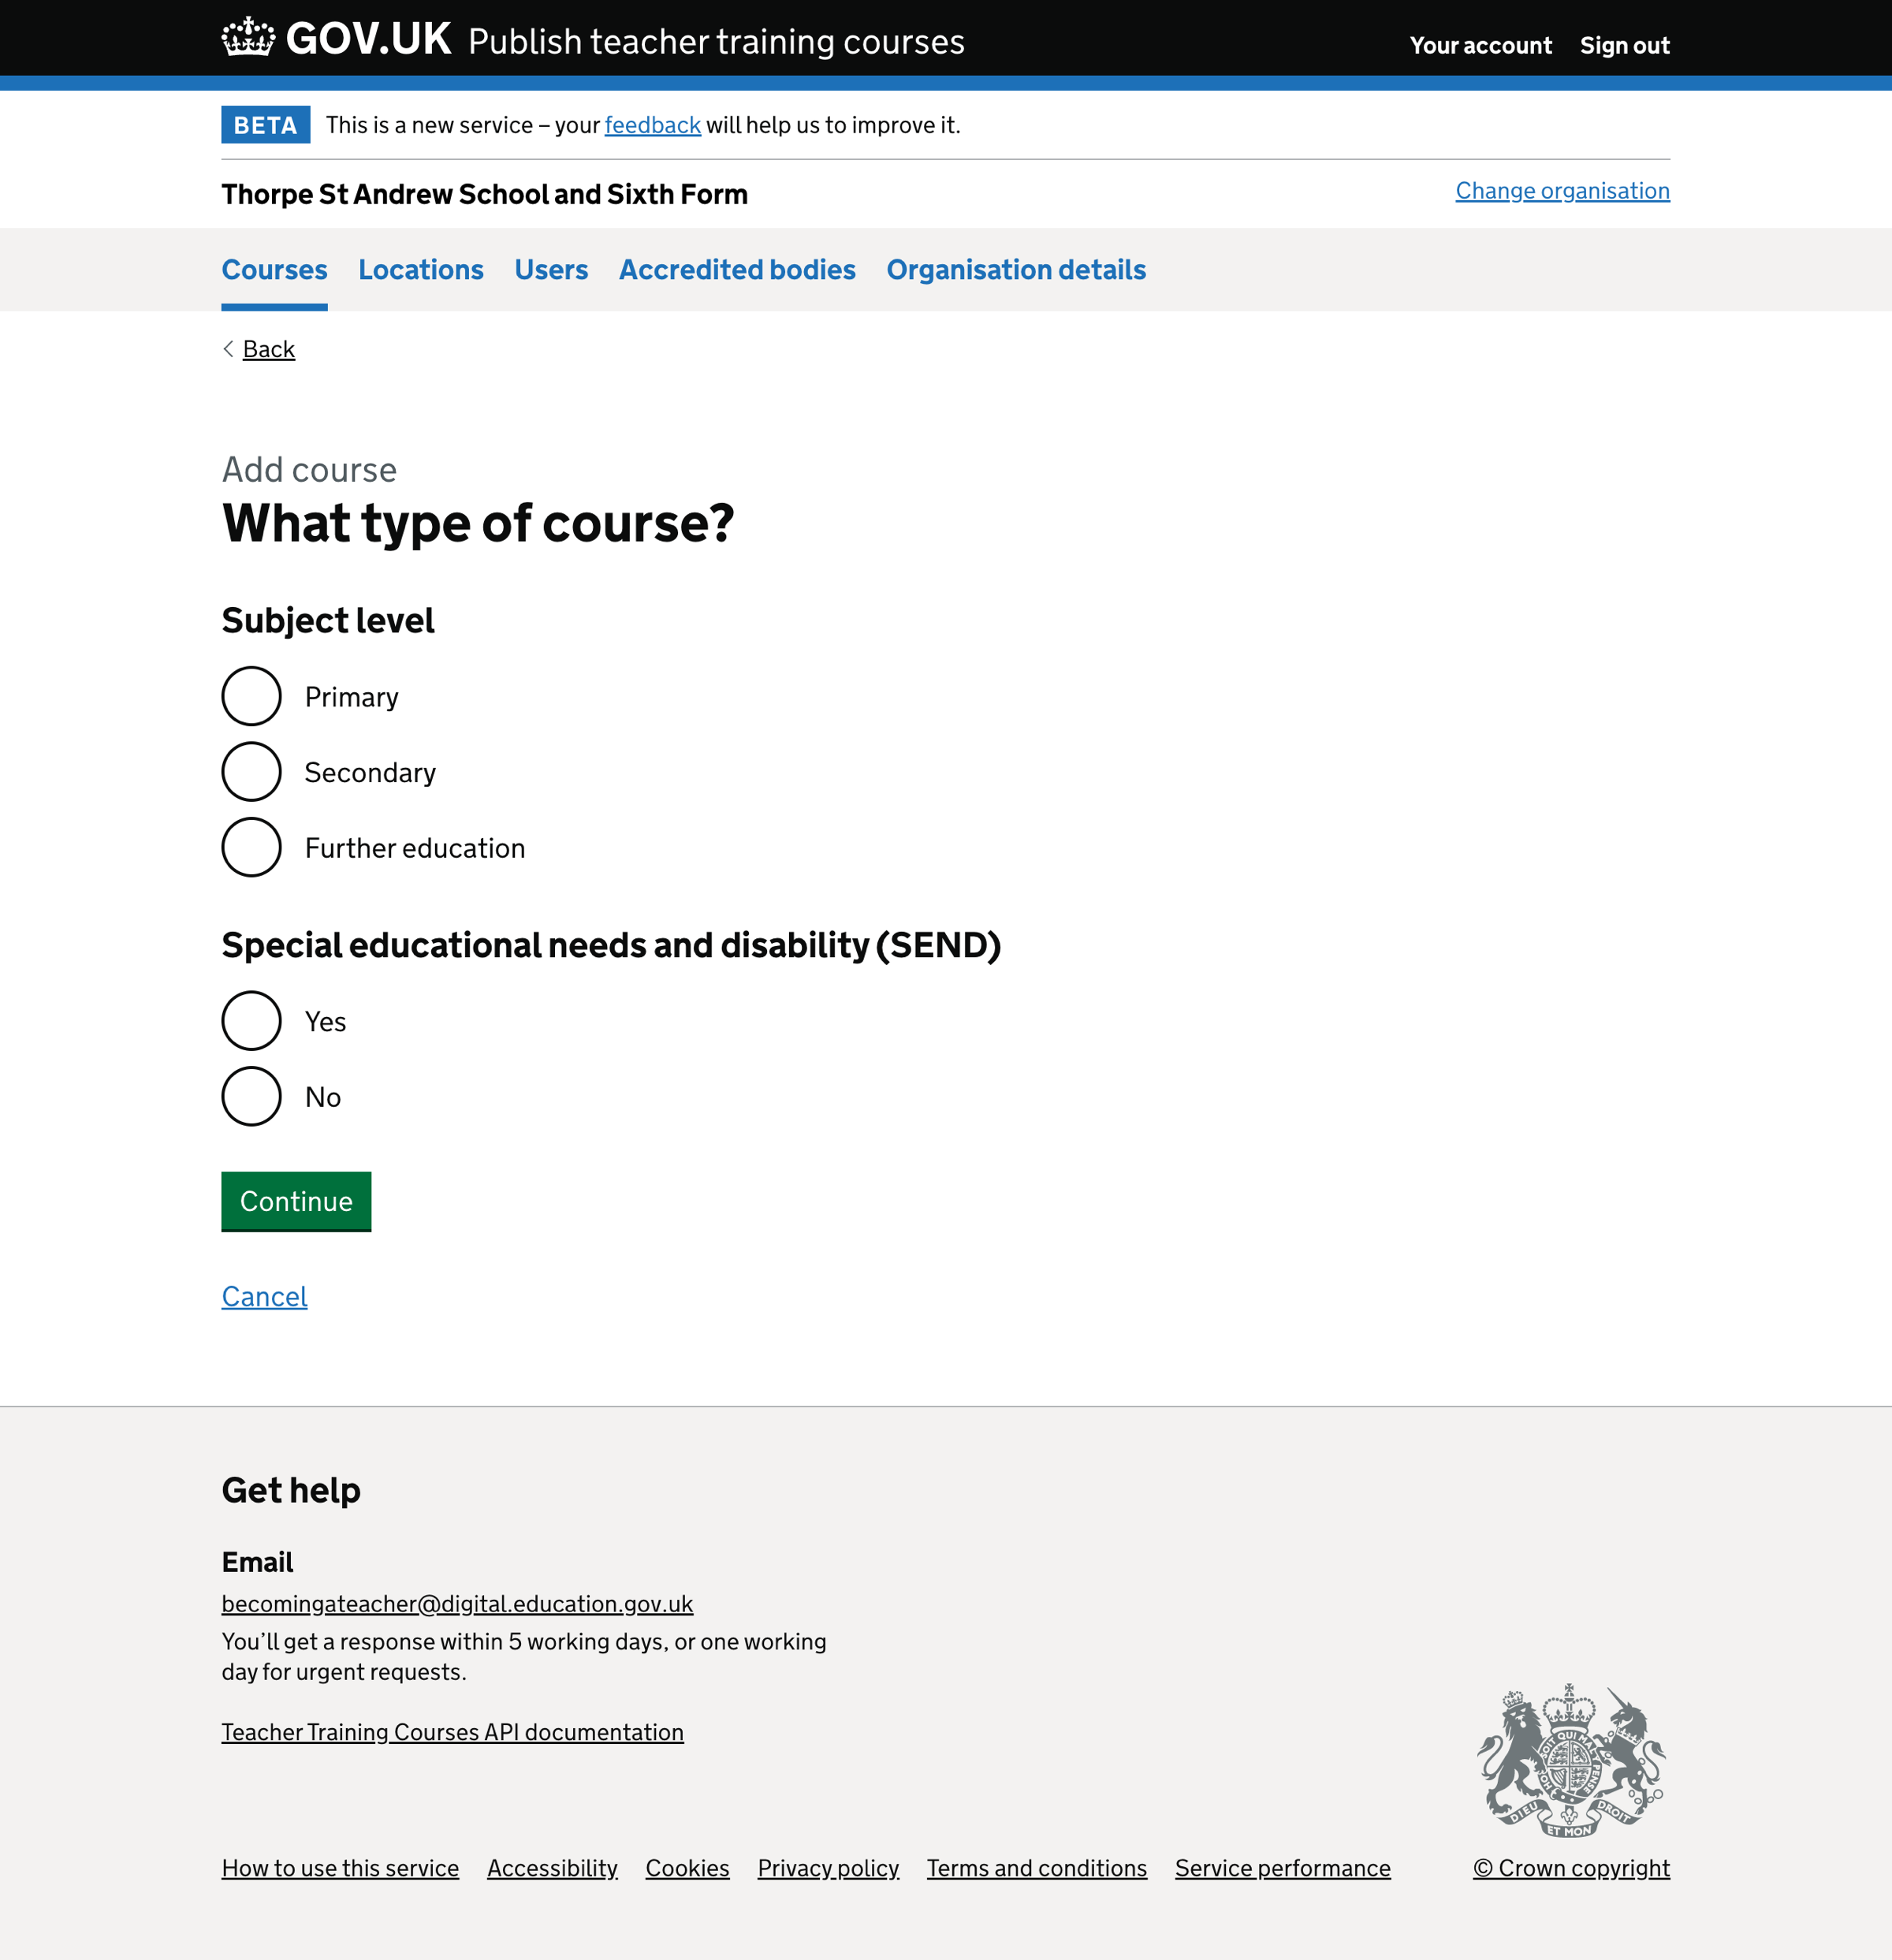 GOV.UK Publish teacher training courses
Your account Sign out
BETA This is a new service – your feedback will help us to improve it.
Thorpe St Andrew School and Sixth Form
Change organisation
Courses Locations Users Accredited bodies Organisation details
Back
Add course
What type of course?
Subject level
Primary
Secondary
Further education
Special educational needs and disability (SEND)
Yes
No
Continue
Cancel
Get help
Email
becomingateacher@digital.education.gov.uk
You’ll get a response within 5 working days, or one working
day for urgent requests.
Teacher Training Courses API documentation
DIEU ET MON DROIT
How to use this service Accessibility Cookies Privacy policy Terms and conditions Service performance
© Crown copyright